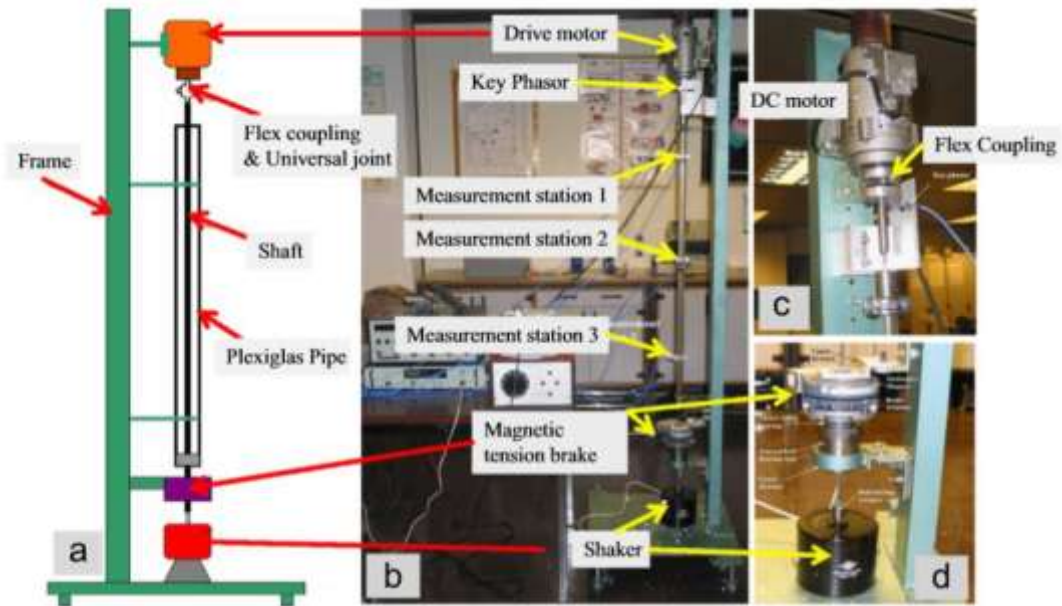 Drive motor
Key Phasor
DC motor
Flex coupling
& Universal joint
Flex Coupling
Frame
Measurement station 1
Shaft
Measurement station 2
c
Measurement station 3
Plexiglas Pipe
Magnetic
tension brake
a
b
Shaker
d